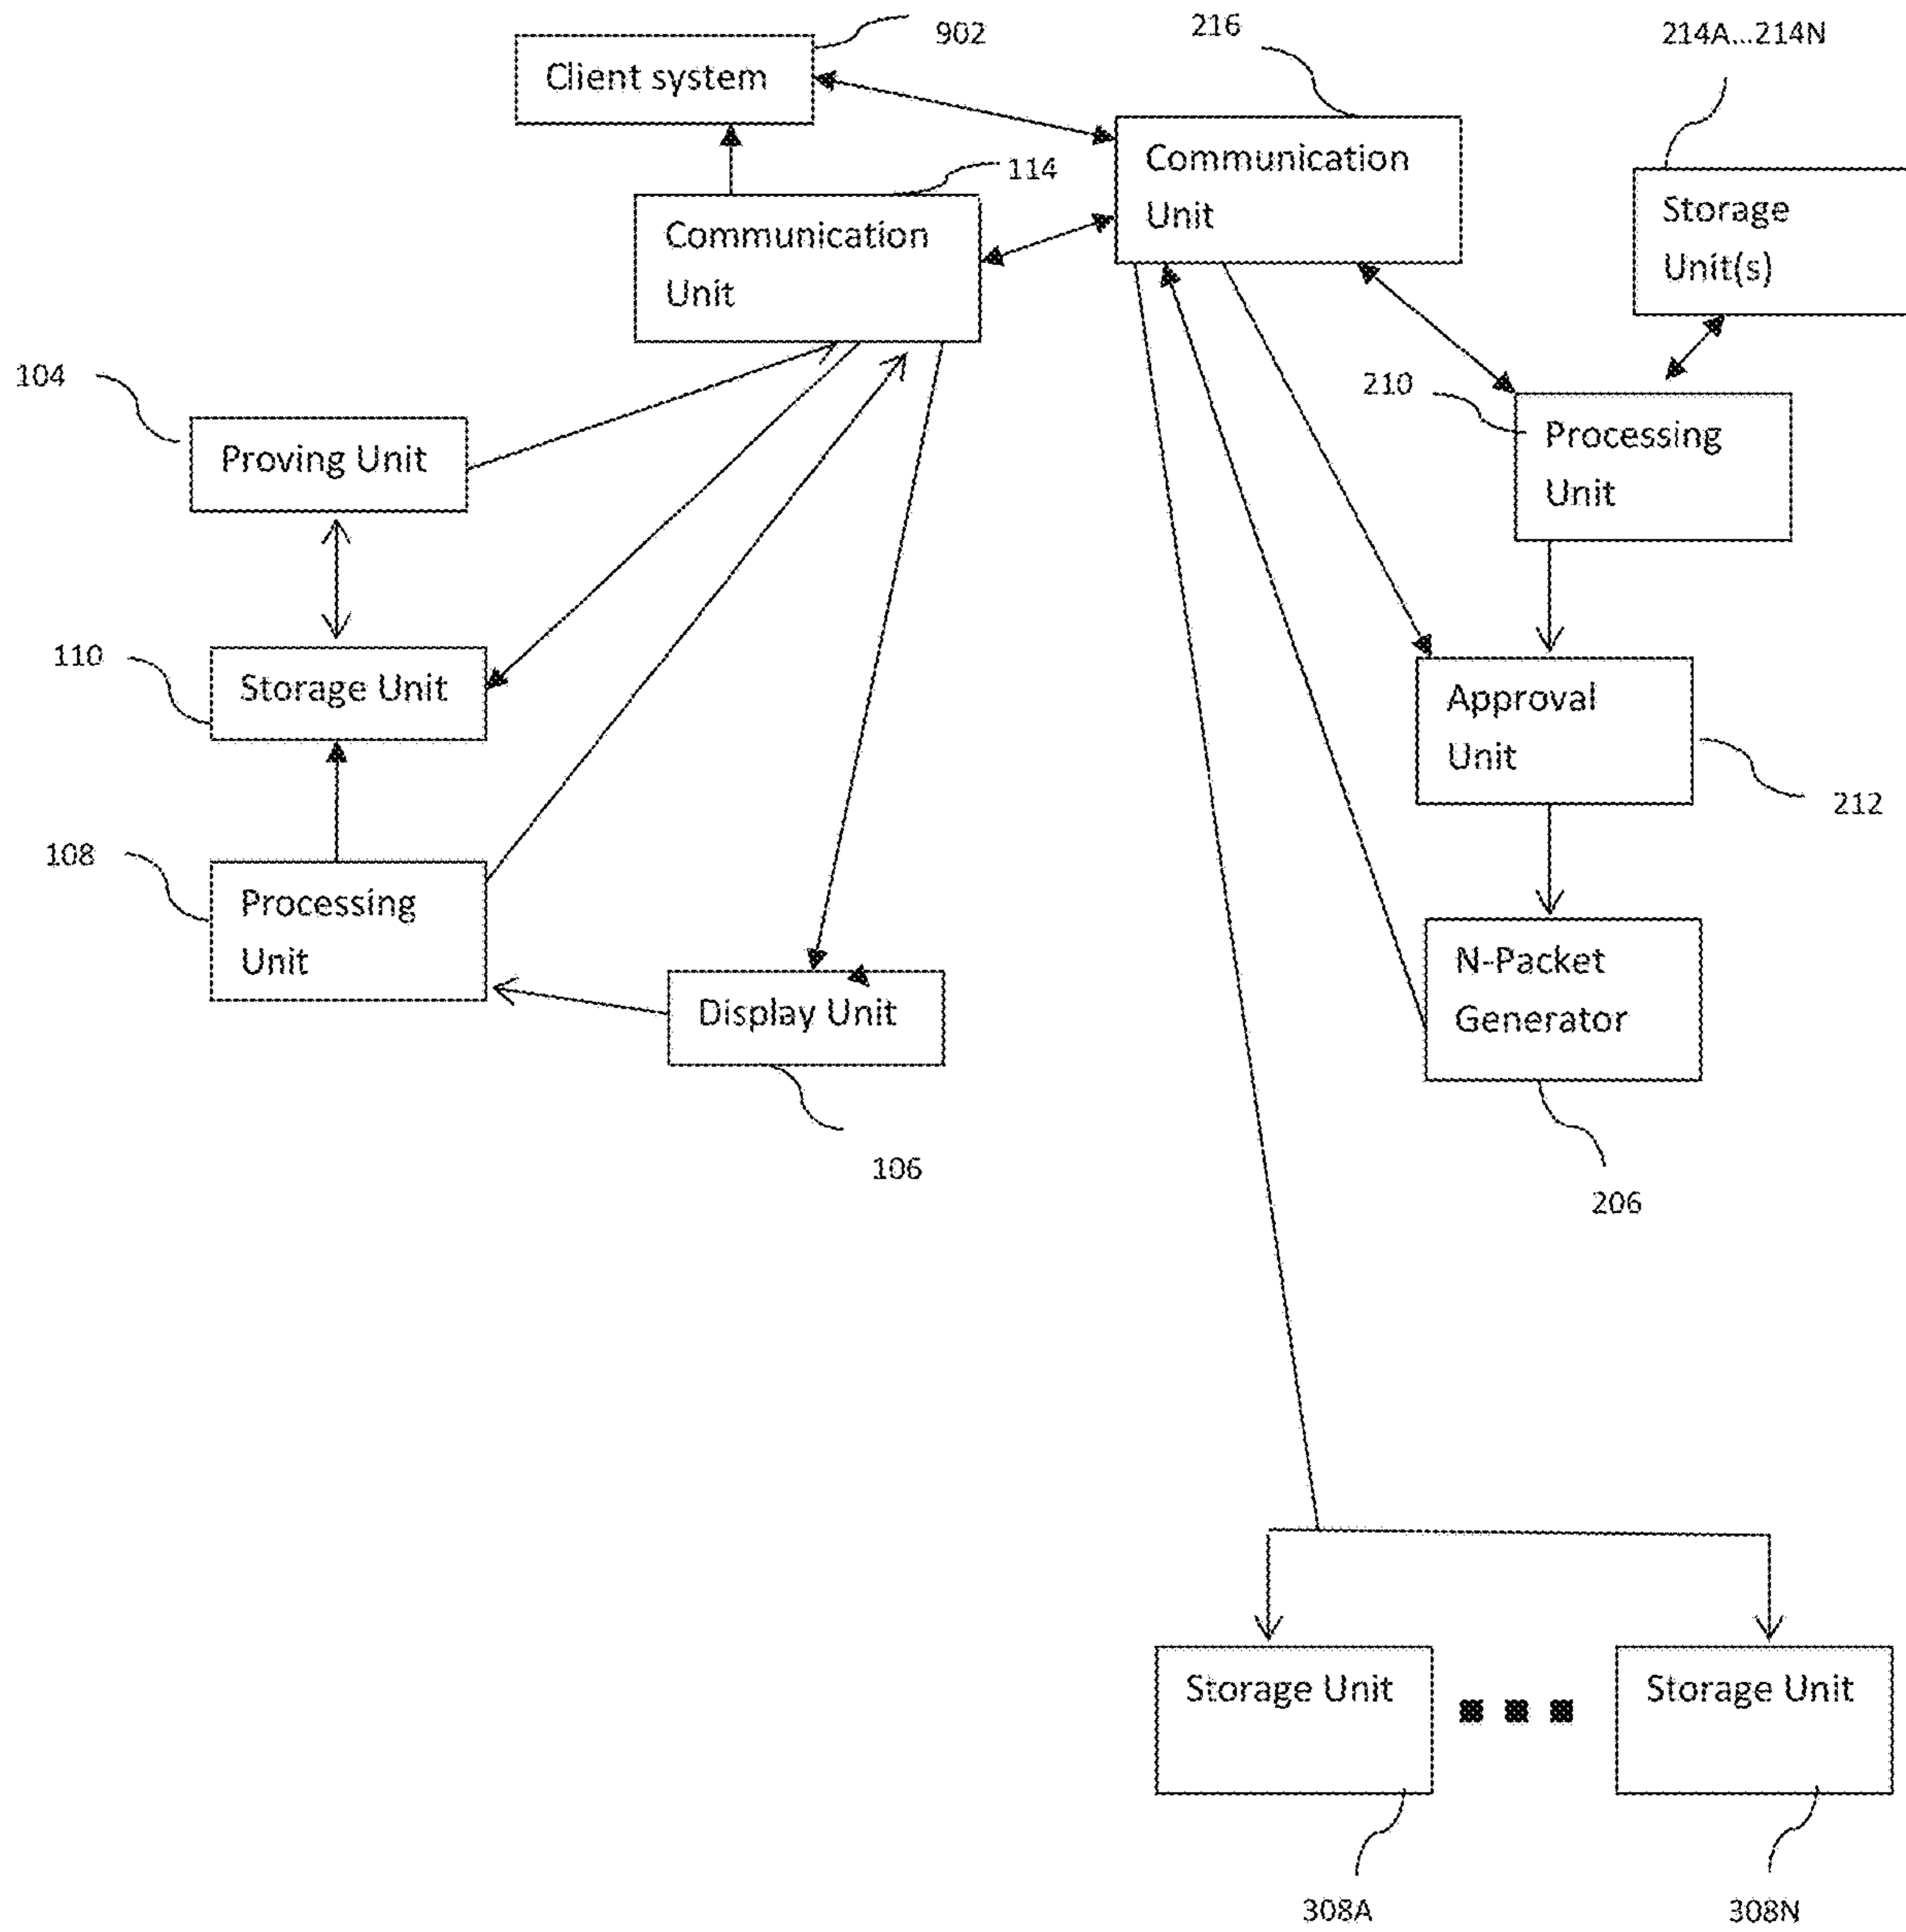 902
216
214A...214N
Client system
Communication
Unit
114
Storage
Unit(s)
Communication
Unit
104
210
Proving Unit
Processing
Unit
110
Storage Unit
Approval
Unit
212
108
Processing
Unit
N-Packet
Generator
Display Unit
106
206
Storage Unit
Storage Unit
308A
308N